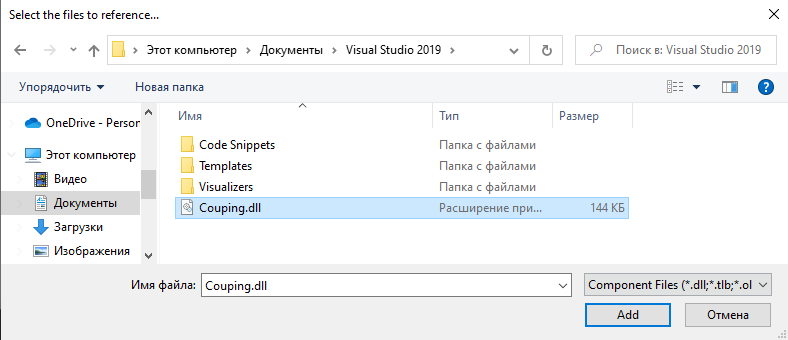 Select the files to reference...
Этот компьютер > Документы > Visual Studio 2019 >
Поиск в: Visual Studio 2019
Упорядочить
Новая папка
Имя Тип Размер
OneDrive - Person
Этот компьютер
Видео
Документы
Загрузки
Изображения
Code Snippets Папка с файлами
Templates Папка с файлами
Visualizers Папка с файлами
Couping.dll Расширение при... 144 КБ
Имя файла: Couping.dll
Component Files (*.dll;*.tlb;*.ol
Add
Отмена